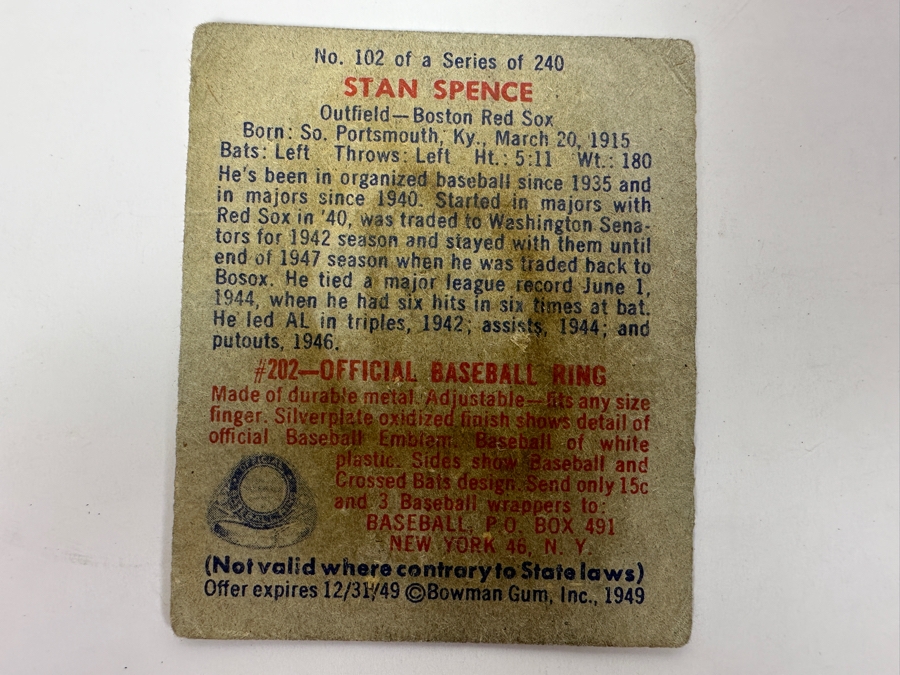 No. 102 of a Series of 240
STAN SPENCE
Outfield—Boston Red Sox
Born: So. Portsmouth, Ky., March 20, 1915
Bats: Left Throws: Left Ht.: 5:11 Wt.: 180
He's been in organized baseball since 1935 and
in majors since 1940. Started in majors with
Red Sox in '40, was traded to Washington Sena-
tors for 1942 season and stayed with them until
end of 1947 season when he was traded back to
Bosox. He tied a major league record June 1,
1944, when he had six hits in six times at bat.
He led AL in triples, 1942; assists, 1944; and
putouts, 1946.
#202—OFFICIAL BASEBALL RING
Made of durable metal. Adjustable—fits any size
finger. Silverplate oxidized finish shows detail of
official Baseball Emblem. Baseball of white
plastic. Sides show Baseball and
Crossed Bats design. Send only 15c
and 3 Baseball wrappers to:
BASEBALL, P.O. BOX 491
NEW YORK 46, N. Y.
OFFICIAL
(Not valid where contrary to State laws)
Offer expires 12/31/49 ©Bowman Gum, Inc., 1949